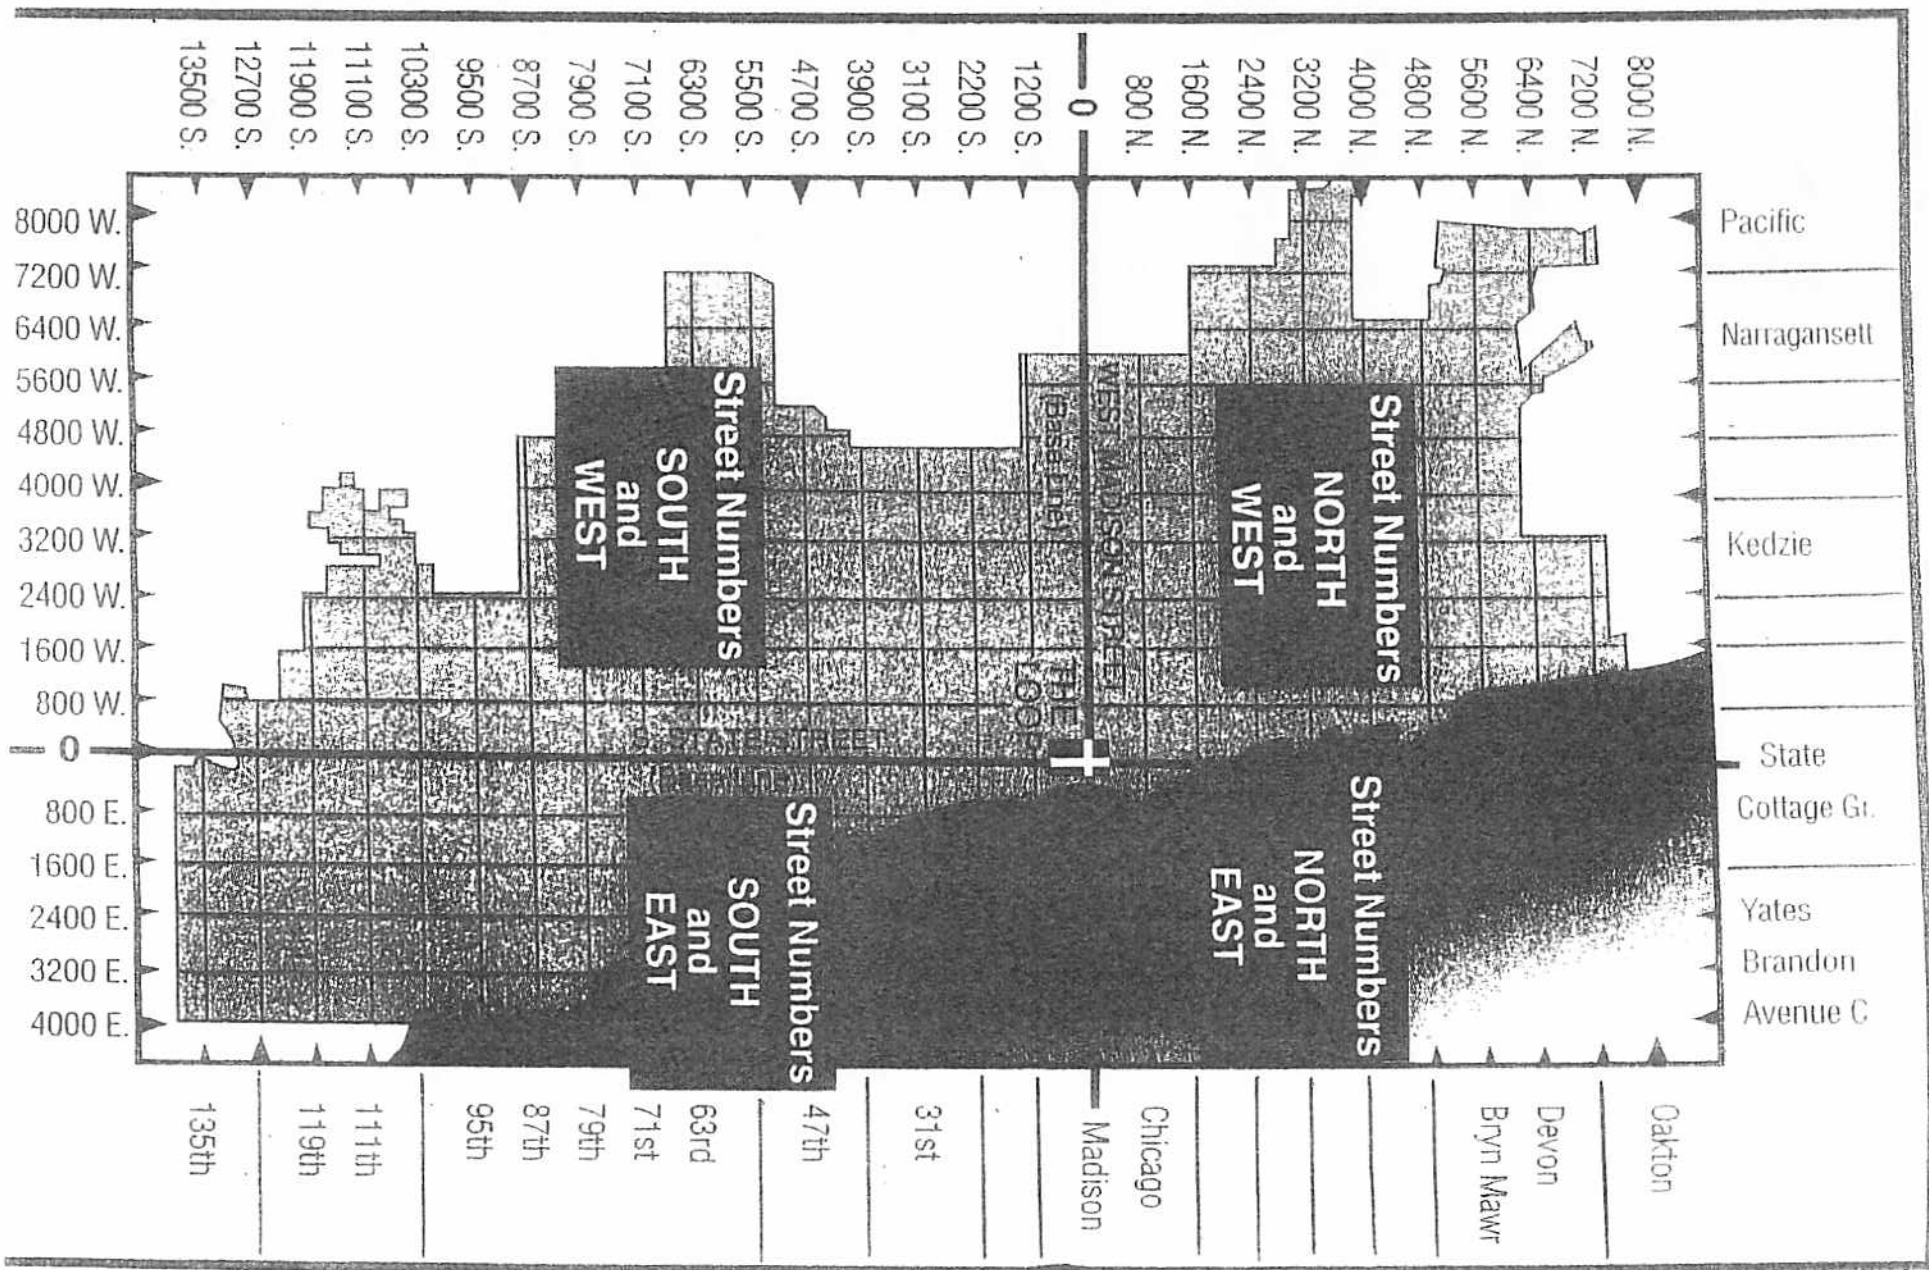 13500 S.
12700 S.
11900 S.
11100 S.
10300 S.
9500 S.
8700 S.
7900 S.
7100 S.
6300 S.
5500 S.
4700 S.
3900 S.
3100 S.
2200 S.
1200 S.
0
800 N.
1600 N.
2400 N.
3200 N.
4000 N.
4800 N.
5600 N.
6400 N.
7200 N.
8000 N.
8000 W.
7200 W.
6400 W.
5600 W.
4800 W.
4000 W.
3200 W.
2400 W.
1600 W.
800 W.
0
800 E.
1600 E.
2400 E.
3200 E.
4000 E.
Street Numbers
SOUTH
and
WEST
WEST MADISON STREET
(Base Line)
Street Numbers
NORTH
and
WEST
THE
LOOP
S. STATE STREET
Street Numbers
SOUTH
and
EAST
Street Numbers
NORTH
and
EAST
Pacific
Narragansett
Kedzie
State
Cottage Gr.
Yates
Brandon
Avenue C
135th
119th
111th
95th
87th
79th
71st
63rd
47th
31st
Madison
Chicago
Bryn Mawr
Devon
Oakton